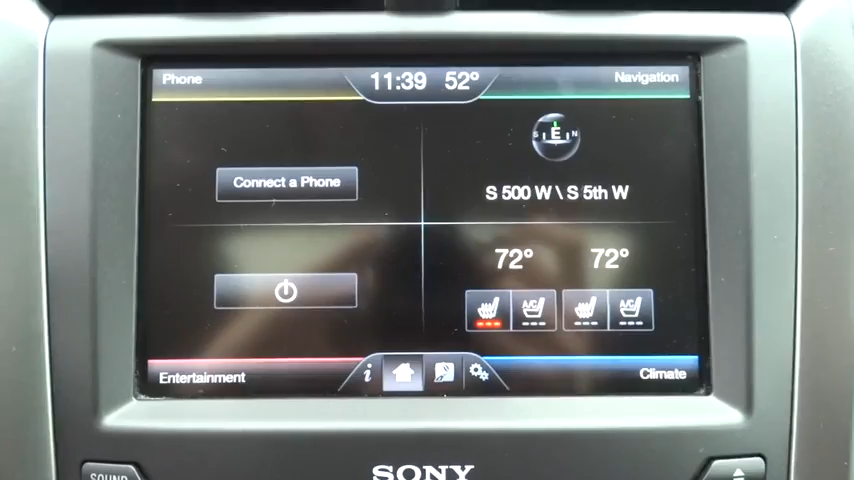 Phone
11:39 52°
Navigation
S E N
Connect a Phone
S 500 W \ S 5th W
72° 72°
A/C A/C
Entertainment
i
Climate
SOUND
SONY